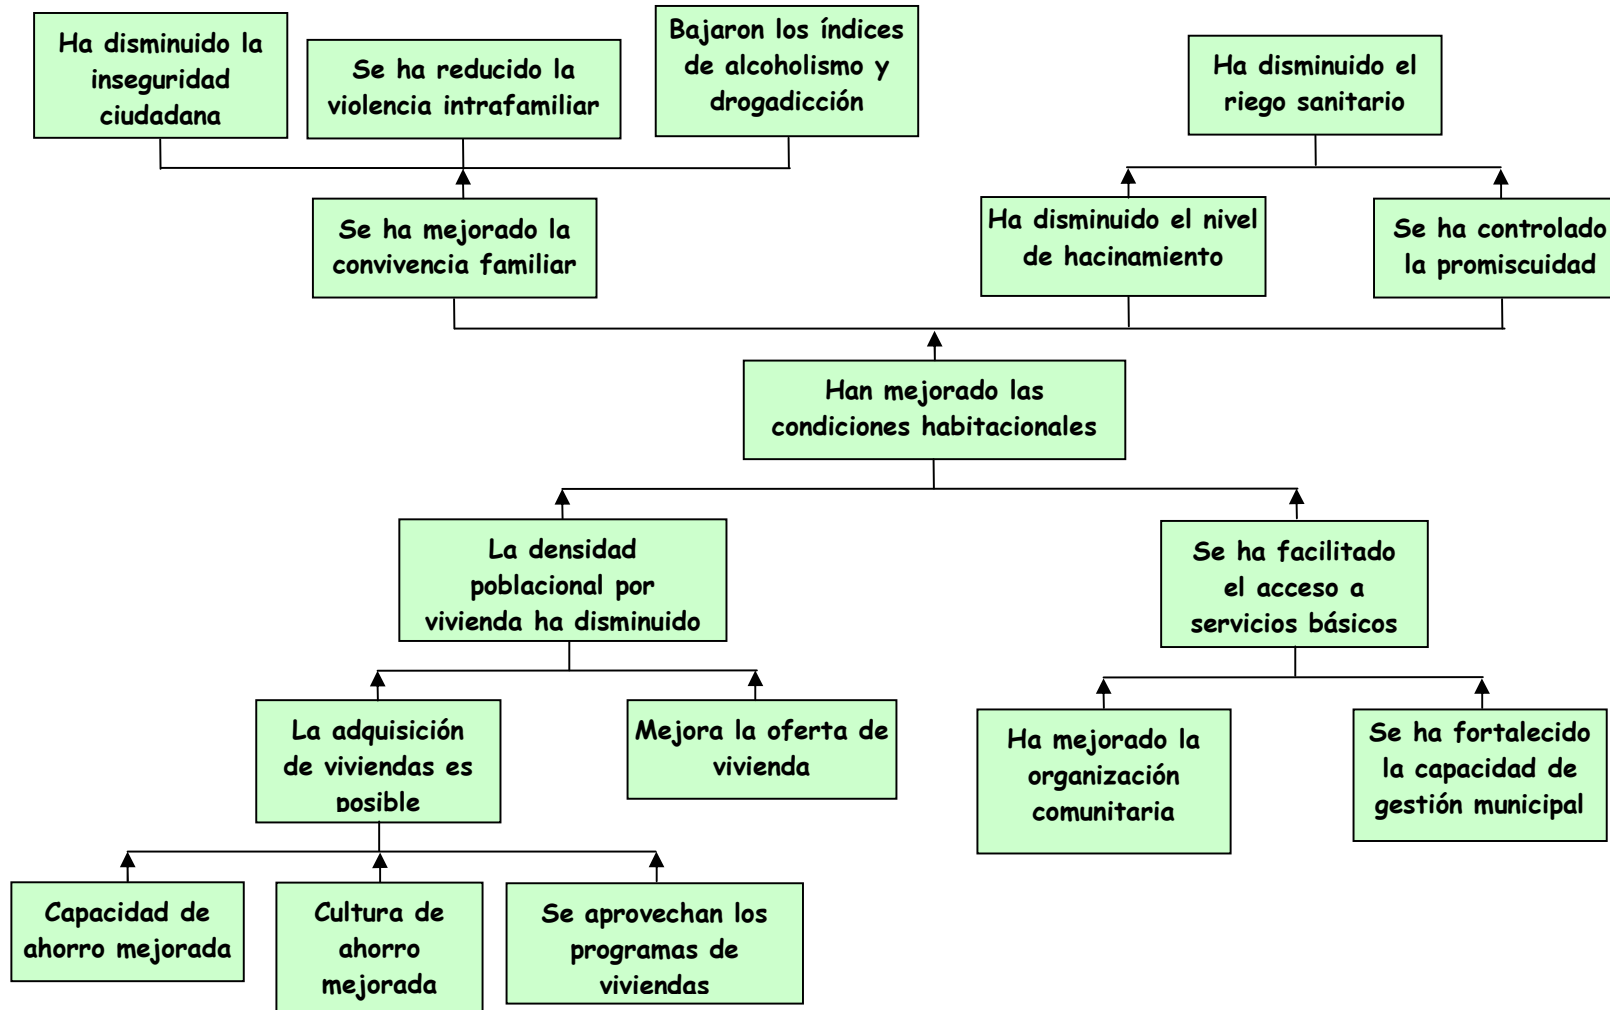 Ha disminuido la
inseguridad
ciudadana
Se ha reducido la
violencia intrafamiliar
Bajaron los índices
de alcoholismo y
drogadicción
Ha disminuido el
riego sanitario
Se ha mejorado la
convivencia familiar
Ha disminuido el nivel
de hacinamiento
Se ha controlado
la promiscuidad
Han mejorado las
condiciones habitacionales
La densidad
poblacional por
vivienda ha disminuido
Se ha facilitado
el acceso a
servicios básicos
La adquisición
de viviendas es
posible
Mejora la oferta de
vivienda
Ha mejorado la
organización
comunitaria
Se ha fortalecido
la capacidad de
gestión municipal
Capacidad de
ahorro mejorada
Cultura de
ahorro
mejorada
Se aprovechan los
programas de
viviendas